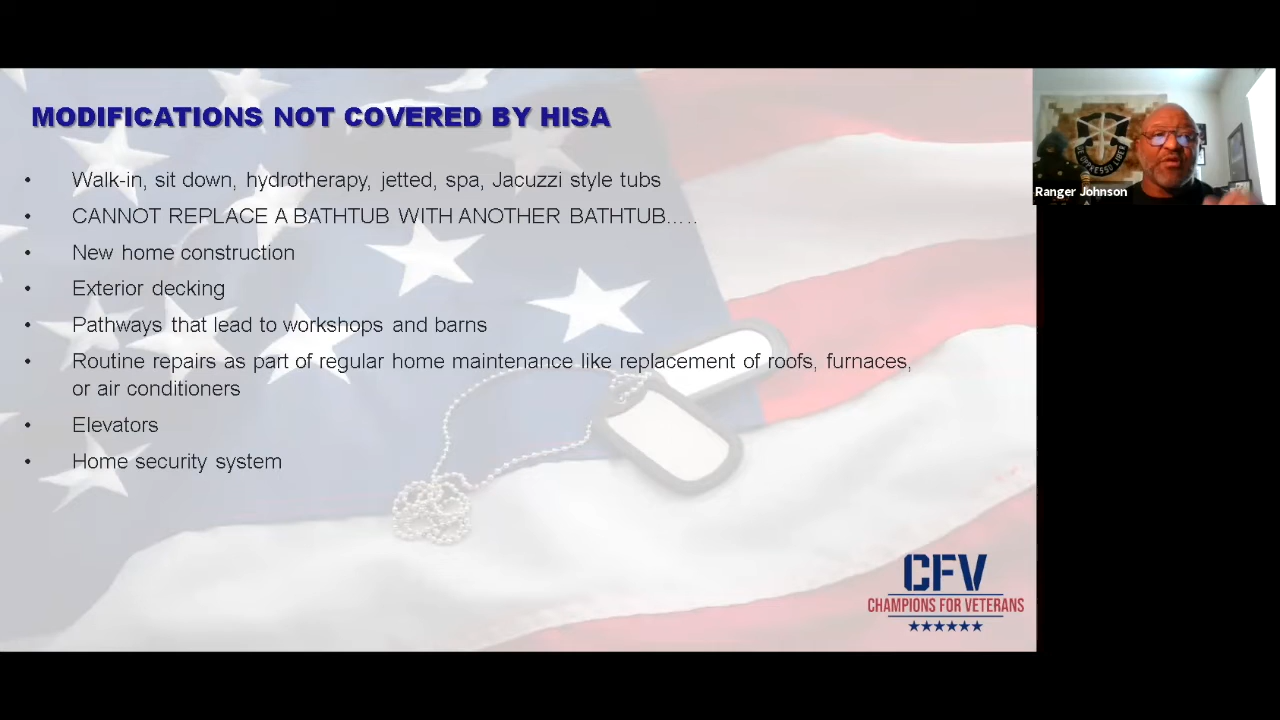 MODIFICATIONS NOT COVERED BY HISA
• Walk-in, sit down, hydrotherapy, jetted, spa, Jacuzzi style tubs
• CANNOT REPLACE A BATHTUB WITH ANOTHER BATHTUB.....
• New home construction
• Exterior decking
• Pathways that lead to workshops and barns
• Routine repairs as part of regular home maintenance like replacement of roofs, furnaces,
or air conditioners
• Elevators
• Home security system
CFV
CHAMPIONS FOR VETERANS
DE OPPRESSO LIBER
Ranger Johnson